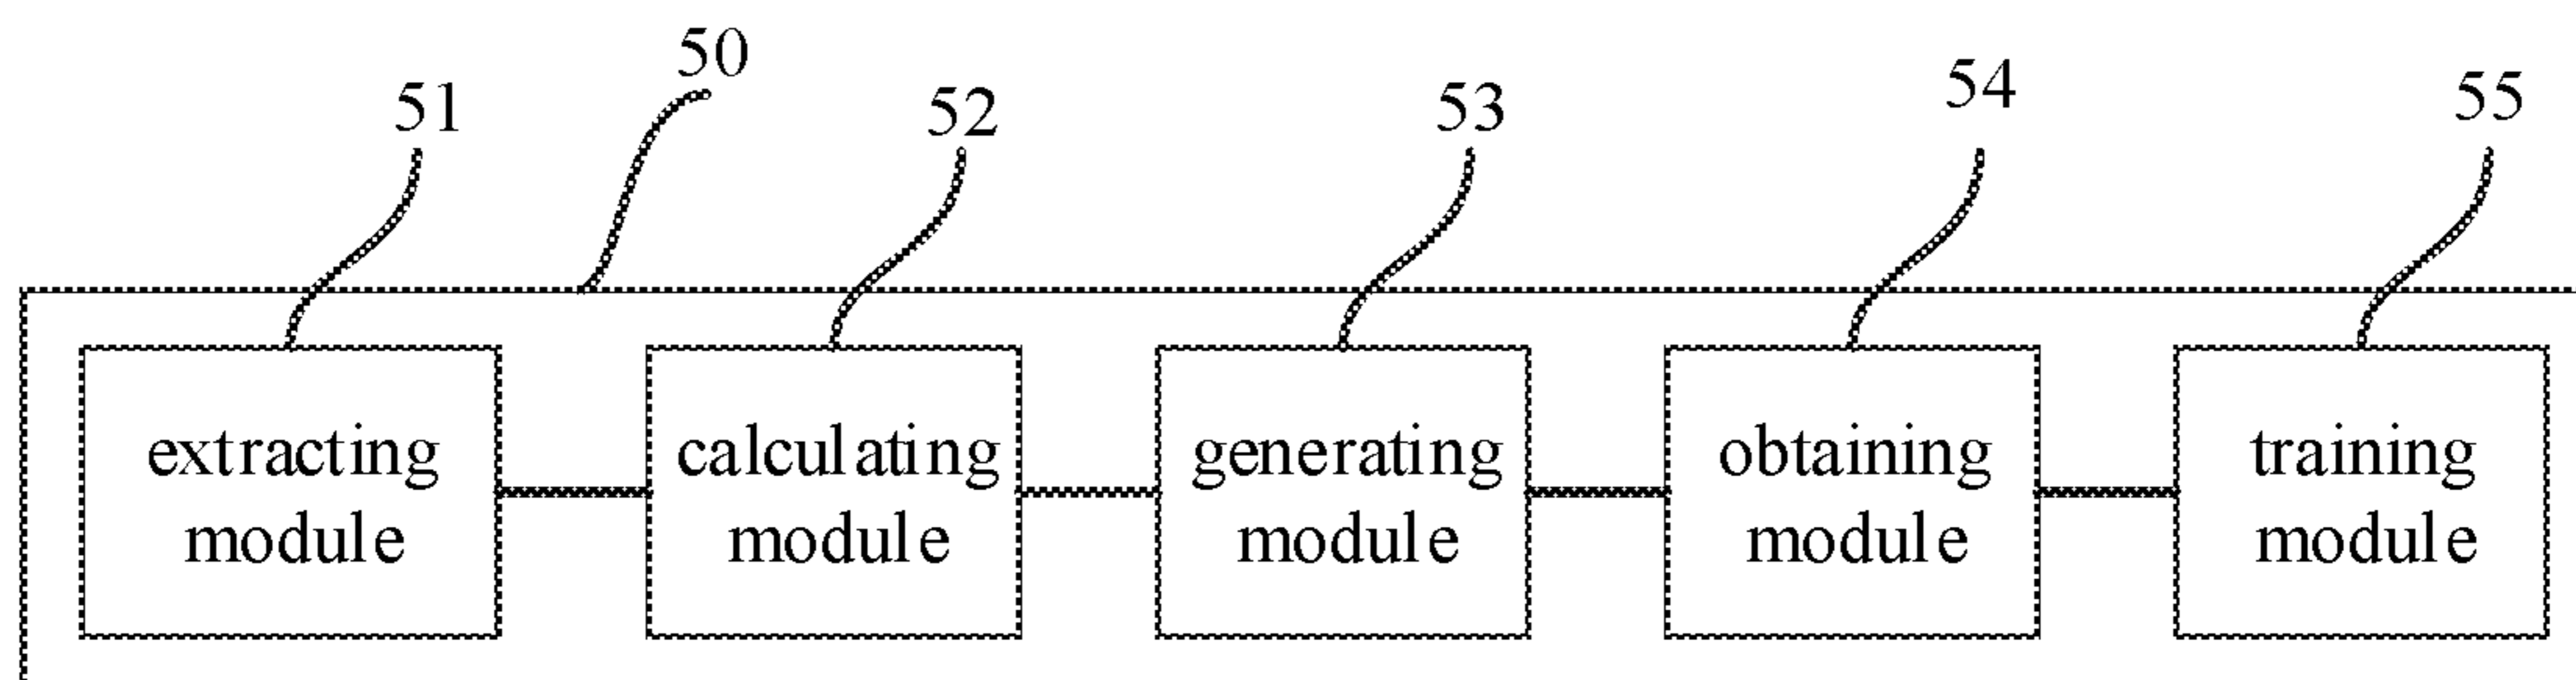 50
51
52
53
54
55
extracting
module
calculating
module
generating
module
obtaining
module
training
module